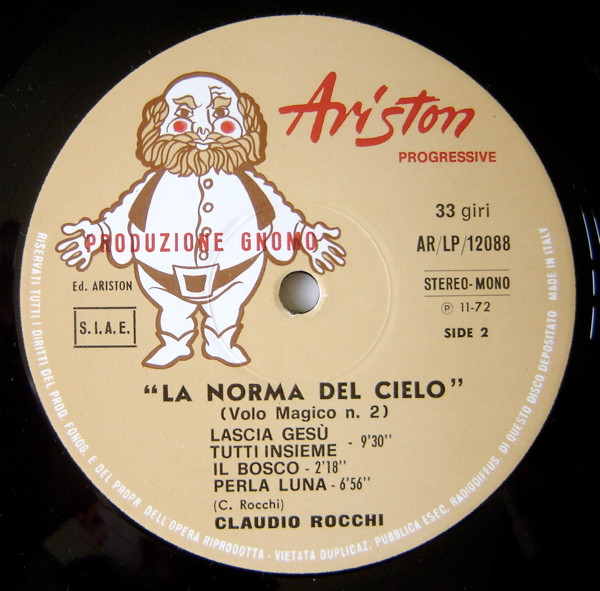 Ariston
PROGRESSIVE
PRODUZIONE GNOMO
33 giri
AR/LP/12088
Ed. ARISTON
S.I.A.E.
STEREO-MONO
Ⓟ 11-72
SIDE 2
"LA NORMA DEL CIELO"
(Volo Magico n. 2)
LASCIA GESÙ
TUTTI INSIEME - 9'30''
IL BOSCO - 2'18''
PERLA LUNA - 6'56''
(C. Rocchi)
CLAUDIO ROCCHI
RISERVATI TUTTI I DIRITTI DEL PROD. FONOG. E DEL PROPR. DELL'OPERA RIPRODOTTA - VIETATA DUPLICAZ. PUBBLICA ESEC. RADIODIFFUS. DI QUESTO DISCO DEPOSITATO MADE IN ITALY